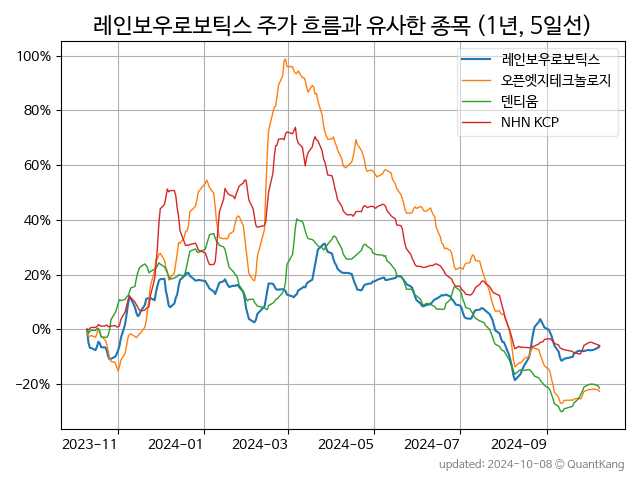 레인보우로보틱스 주가 흐름과 유사한 종목 (1년, 5일선)
레인보우로보틱스
오픈엣지테크놀로지
덴티움
NHN KCP
100%
80%
60%
40%
20%
0%
−20%
2023-11
2024-01
2024-03
2024-05
2024-07
2024-09
updated: 2024-10-08 © QuantKang